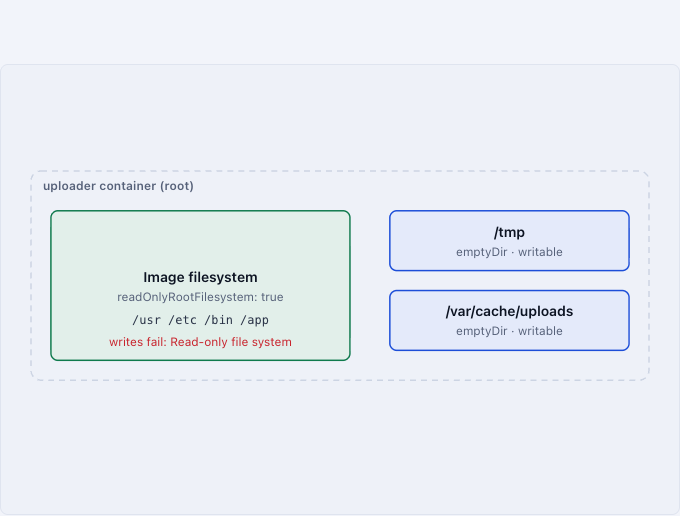 uploader container (root)
Image filesystem
readOnlyRootFilesystem: true
/usr /etc /bin /app
writes fail: Read-only file system
/tmp
emptyDir · writable
/var/cache/uploads
emptyDir · writable